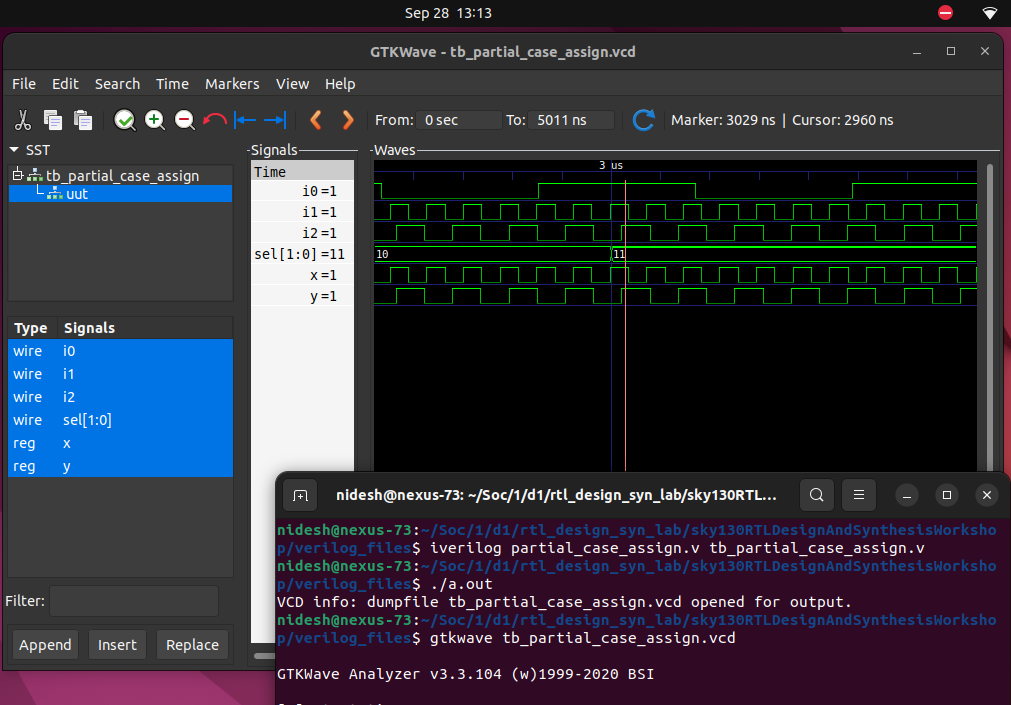 Sep 28 13:13
GTKWave - tb_partial_case_assign.vcd
File Edit Search Time Markers View Help
From: 0 sec To: 5011 ns Marker: 3029 ns | Cursor: 2960 ns
SST
tb_partial_case_assign
uut
Signals
Time
i0=1
i1=1
i2=1
sel[1:0]=11
x=1
y=1
Waves
3 us
10 11
Type Signals
wire i0
wire i1
wire i2
wire sel[1:0]
reg x
reg y
Filter:
Append Insert Replace
nidesh@nexus-73: ~/Soc/1/d1/rtl_design_syn_lab/sky130RTL...
nidesh@nexus-73:~/Soc/1/d1/rtl_design_syn_lab/sky130RTLDesignAndSynthesisWorksho
p/verilog_files$ iverilog partial_case_assign.v tb_partial_case_assign.v
nidesh@nexus-73:~/Soc/1/d1/rtl_design_syn_lab/sky130RTLDesignAndSynthesisWorksho
p/verilog_files$ ./a.out
VCD info: dumpfile tb_partial_case_assign.vcd opened for output.
nidesh@nexus-73:~/Soc/1/d1/rtl_design_syn_lab/sky130RTLDesignAndSynthesisWorksho
p/verilog_files$ gtkwave tb_partial_case_assign.vcd
GTKWave Analyzer v3.3.104 (w)1999-2020 BSI